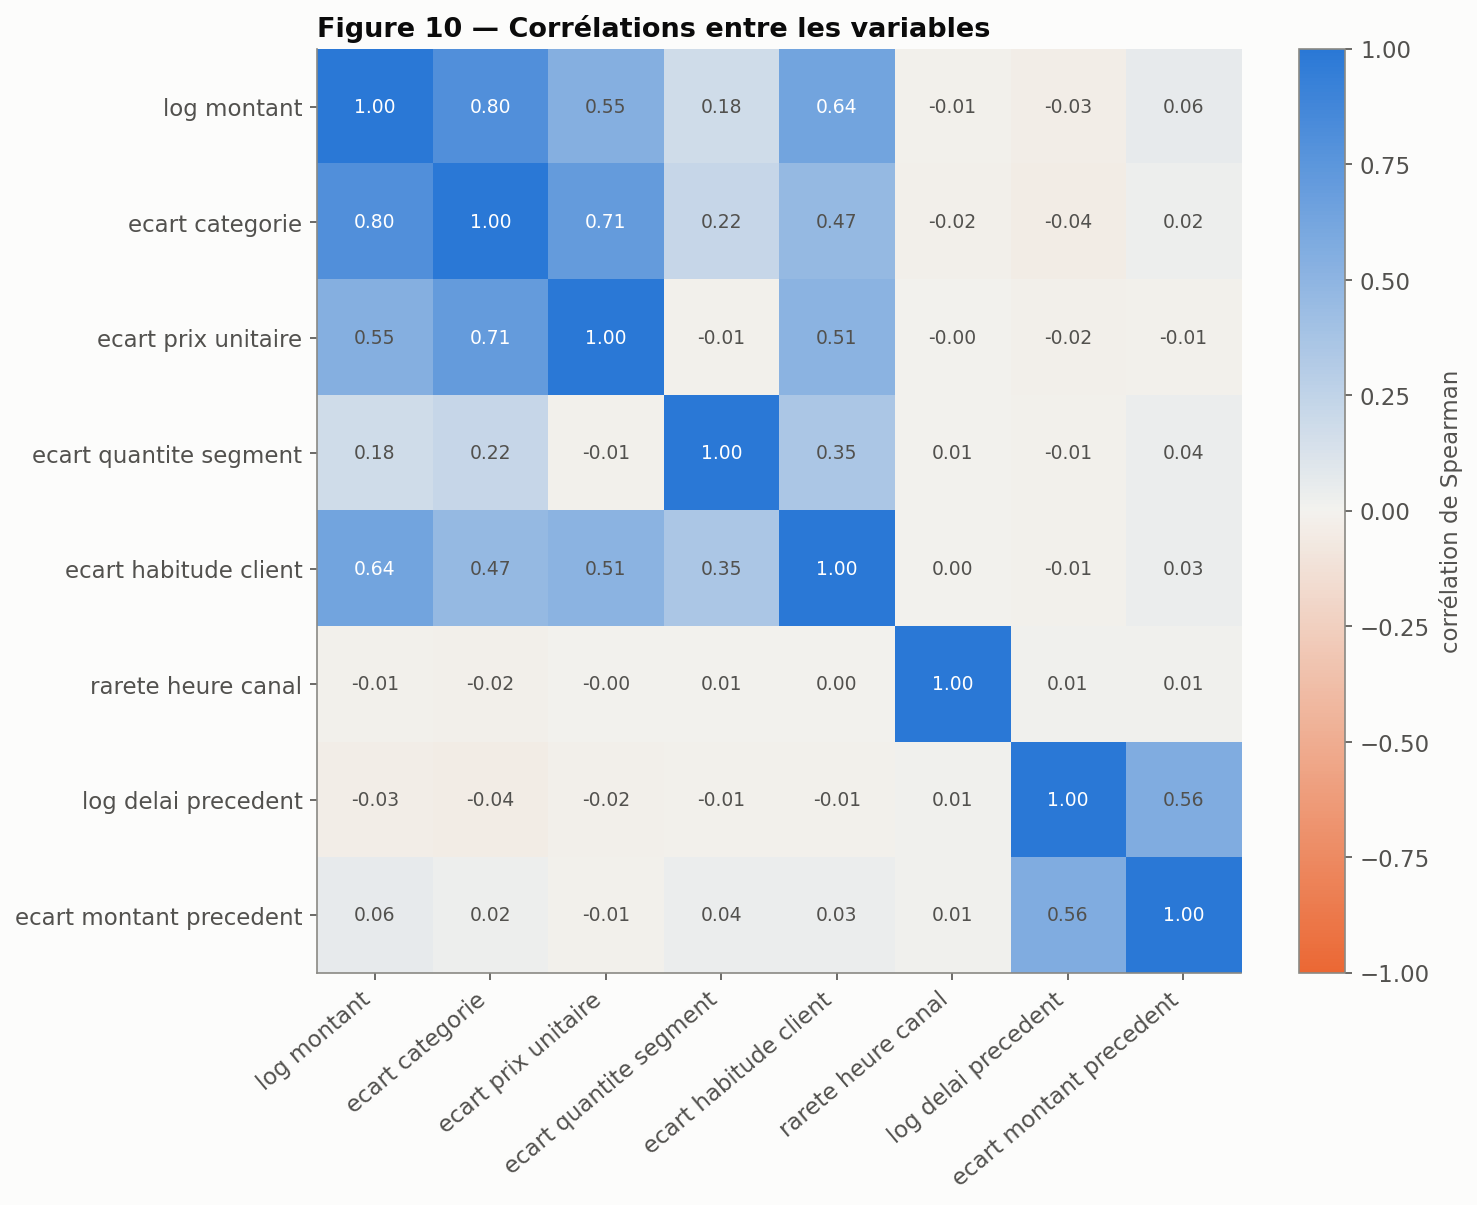 Figure 10 — Corrélations entre les variables
log montant 1.00 0.80 0.55 0.18 0.64 -0.01 -0.03 0.06
ecart categorie 0.80 1.00 0.71 0.22 0.47 -0.02 -0.04 0.02
ecart prix unitaire 0.55 0.71 1.00 -0.01 0.51 -0.00 -0.02 -0.01
ecart quantite segment 0.18 0.22 -0.01 1.00 0.35 0.01 -0.01 0.04
ecart habitude client 0.64 0.47 0.51 0.35 1.00 0.00 -0.01 0.03
rarete heure canal -0.01 -0.02 -0.00 0.01 0.00 1.00 0.01 0.01
log delai precedent -0.03 -0.04 -0.02 -0.01 -0.01 0.01 1.00 0.56
ecart montant precedent 0.06 0.02 -0.01 0.04 0.03 0.01 0.56 1.00
log montant
ecart categorie
ecart prix unitaire
ecart quantite segment
ecart habitude client
rarete heure canal
log delai precedent
ecart montant precedent
1.00
0.75
0.50
0.25
0.00
−0.25
−0.50
−0.75
−1.00
corrélation de Spearman